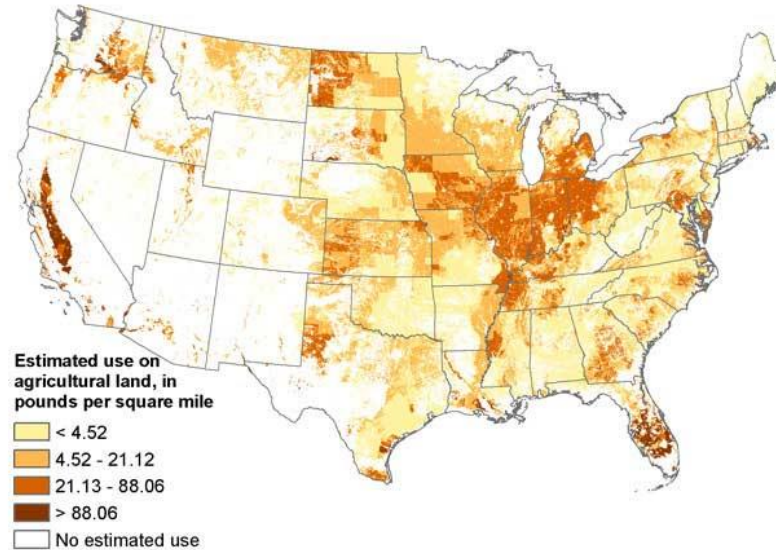 Estimated use on
agricultural land, in
pounds per square mile
< 4.52
4.52 - 21.12
21.13 - 88.06
> 88.06
No estimated use